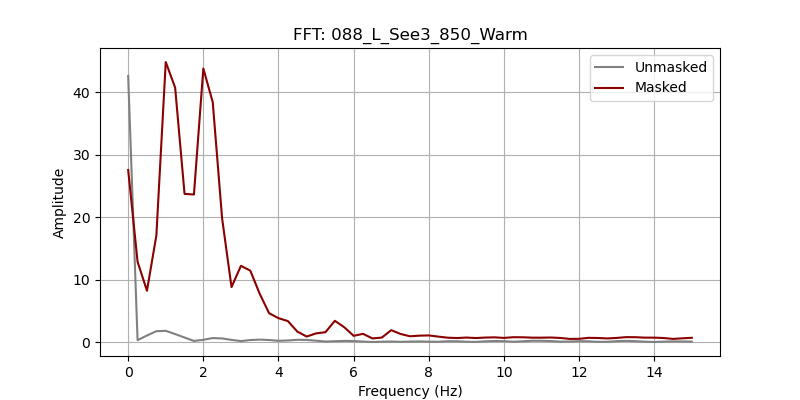 FFT: 088_L_See3_850_Warm
Unmasked
Masked
Amplitude
40
30
20
10
0
0 2 4 6 8 10 12 14
Frequency (Hz)